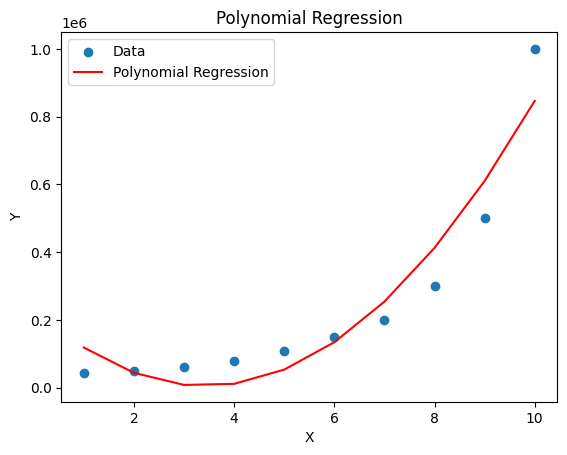 Polynomial Regression
1e6
Data
Polynomial Regression
1.0
0.8
0.6
0.4
0.2
0.0
Y
2 4 6 8 10
X